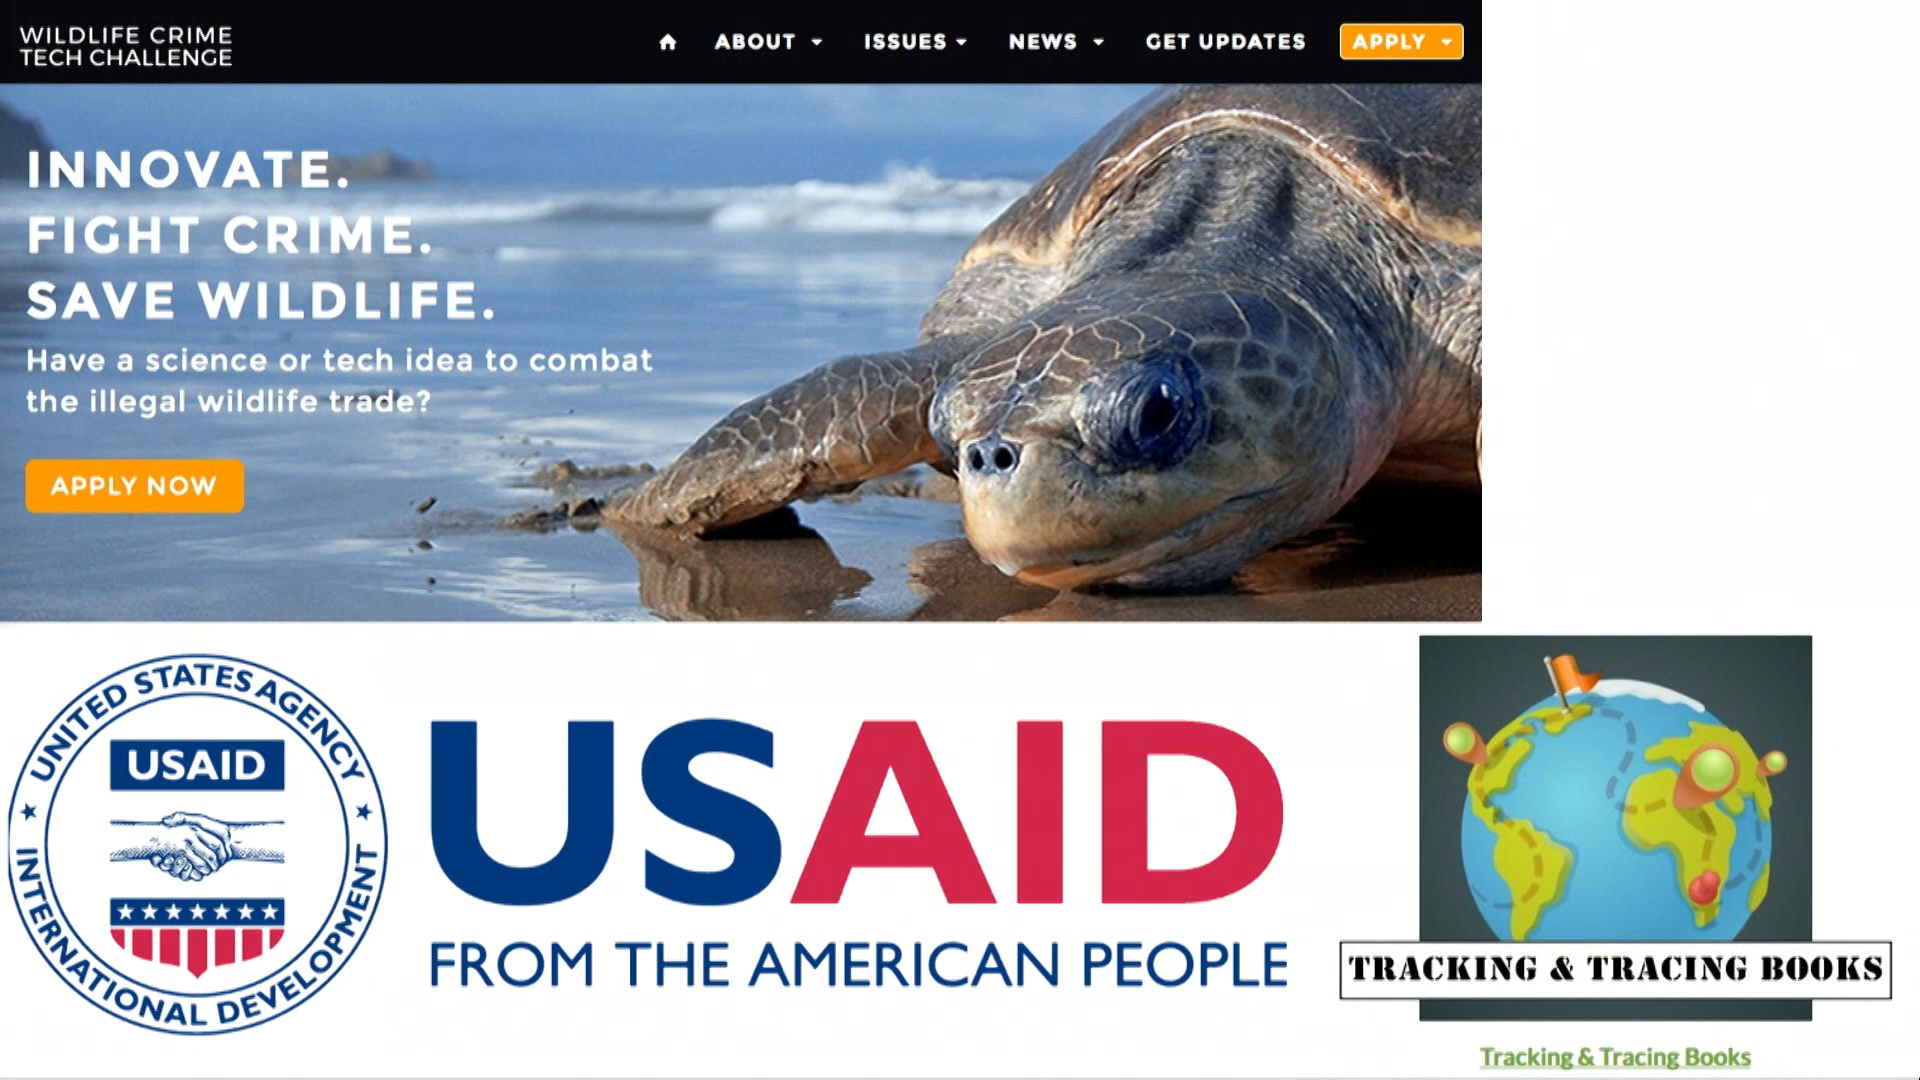 WILDLIFE CRIME
TECH CHALLENGE
ABOUT
ISSUES
NEWS
GET UPDATES
APPLY
INNOVATE.
FIGHT CRIME.
SAVE WILDLIFE.
Have a science or tech idea to combat
the illegal wildlife trade?
APPLY NOW
UNITED STATES AGENCY
USAID
INTERNATIONAL DEVELOPMENT
USAID
FROM THE AMERICAN PEOPLE
TRACKING & TRACING BOOKS
Tracking & Tracing Books